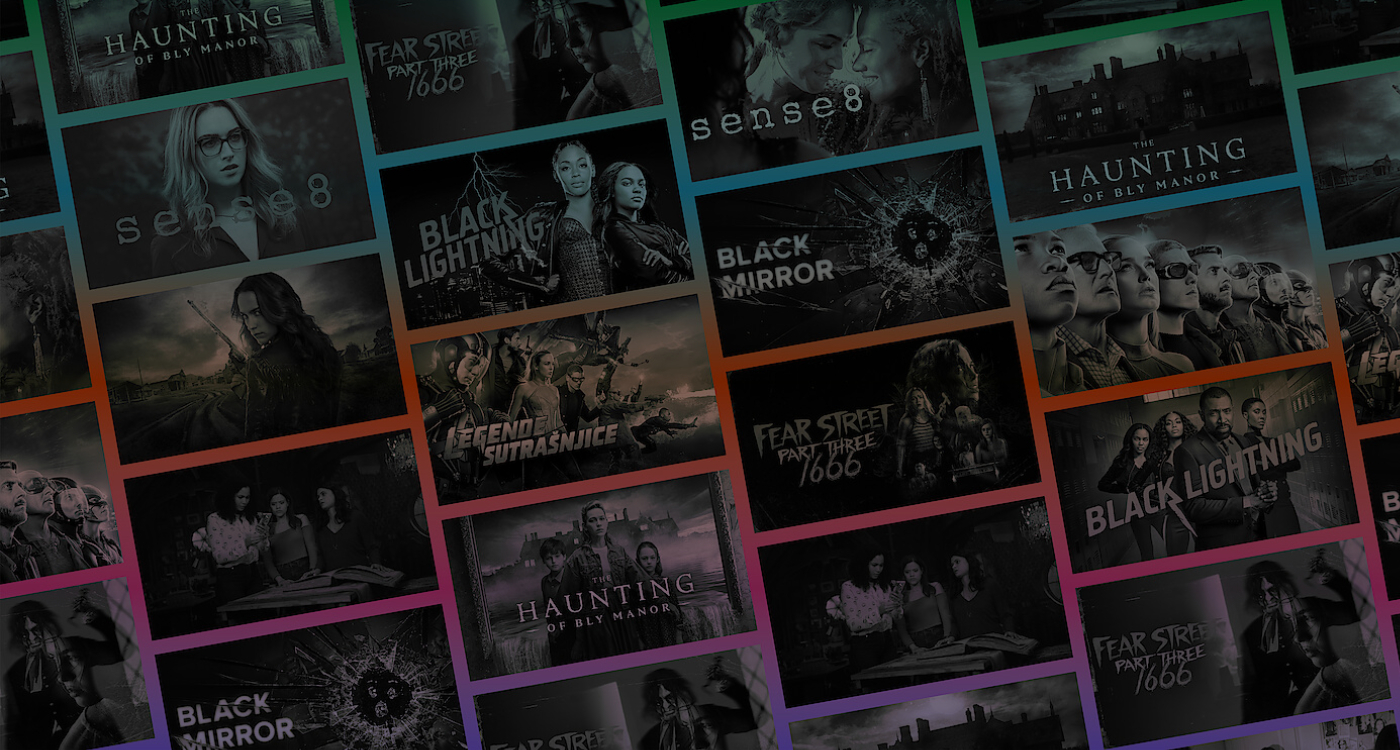 THE
HAUNTING
OF BLY MANOR
FEAR STREET
PART THREE
1666
sense8
THE
HAUNTING
OF BLY MANOR
sense8
BLACK
LIGHTNING
BLACK
MIRROR
LEGENDE
SUTRAŠNJICE
FEAR STREET
PART THREE
1666
BLACK LIGHTNING
THE
HAUNTING
OF BLY MANOR
FEAR STREET
PART THREE
1666
BLACK
MIRROR
FEAR STREET